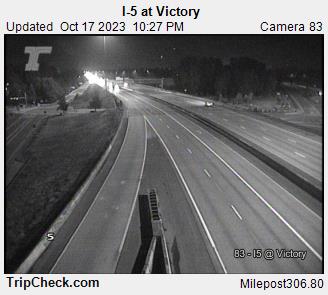 I-5 at Victory
Updated Oct 17 2023 10:27 PM Camera 83
T
S
83 - I5 @ Victory
TripCheck.com Milepost306.80